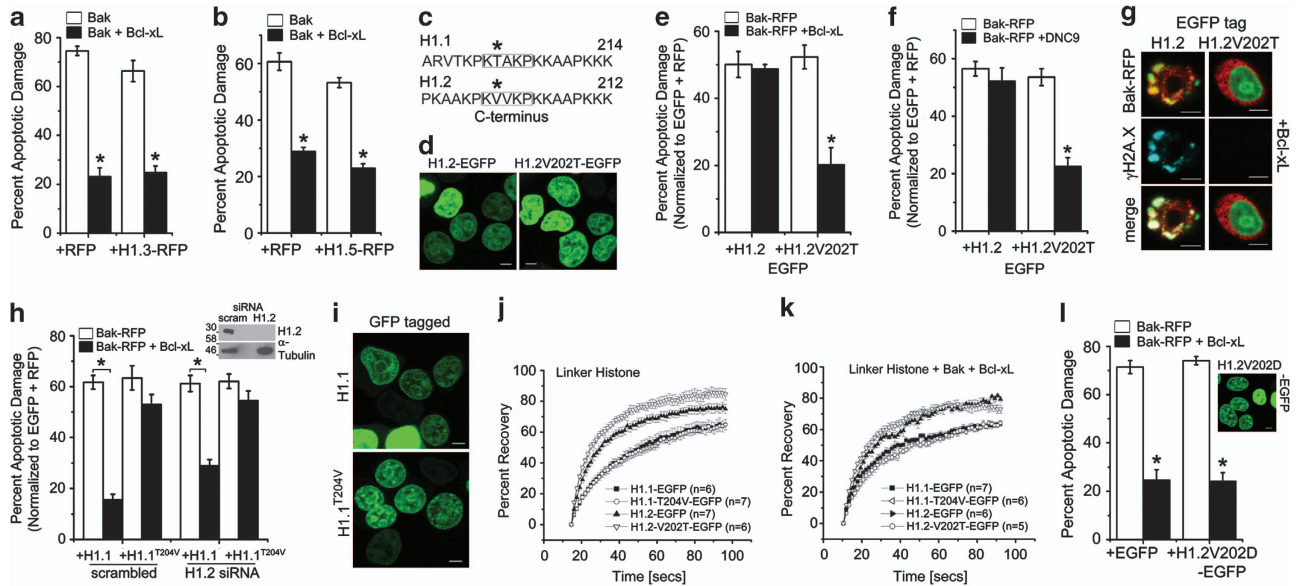 a
Bak
Bak + Bcl-xL
Percent Apoptotic Damage
80
60
40
20
0
*
*
+RFP
+H1.3-RFP
b
Bak
Bak + Bcl-xL
Percent Apoptotic Damage
80
60
40
20
0
*
*
+RFP
+H1.5-RFP
c
H1.1 * 214
ARVTKPKTAKPKKAAPKKK
H1.2 * 212
PKAAKPKVVKPKKAAPKKK
C-terminus
d
H1.2-EGFP H1.2V202T-EGFP
e
Bak-RFP
Bak-RFP +Bcl-xL
Percent Apoptotic Damage
(Normalized to EGFP + RFP)
80
60
40
20
0
*
+H1.2 +H1.2V202T
EGFP
f
Bak-RFP
Bak-RFP +DNC9
Percent Apoptotic Damage
(Normalized to EGFP + RFP)
80
60
40
20
0
*
+H1.2 +H1.2V202T
EGFP
g
EGFP tag
H1.2 H1.2V202T
Bak-RFP
γH2A.X
merge
+Bcl-xL
h
Bak-RFP
Bak-RFP + Bcl-xL
siRNA
scram H1.2
30
58
46
H1.2
α-
Tubulin
Percent Apoptotic Damage
(Normalized to EGFP + RFP)
80
60
40
20
0
*
*
+H1.1 +H1.1T204V +H1.1 +H1.1T204V
scrambled H1.2 siRNA
i
GFP tagged
H1.1
H1.1T204V
j
Linker Histone
Percent Recovery
100
80
60
40
20
0
H1.1-EGFP (n=6)
H1.1-T204V-EGFP (n=7)
H1.2-EGFP (n=7)
H1.2-V202T-EGFP (n=6)
0 20 40 60 80 100
Time [secs]
k
Linker Histone + Bak + Bcl-xL
Percent Recovery
100
80
60
40
20
0
H1.1-EGFP (n=7)
H1.1-T204V-EGFP (n=6)
H1.2-EGFP (n=6)
H1.2-V202T-EGFP (n=5)
0 20 40 60 80 100
Time [secs]
l
Bak-RFP
Bak-RFP + Bcl-xL
H1.2V202D
-EGFP
Percent Apoptotic Damage
80
60
40
20
0
*
*
+EGFP +H1.2V202D
-EGFP